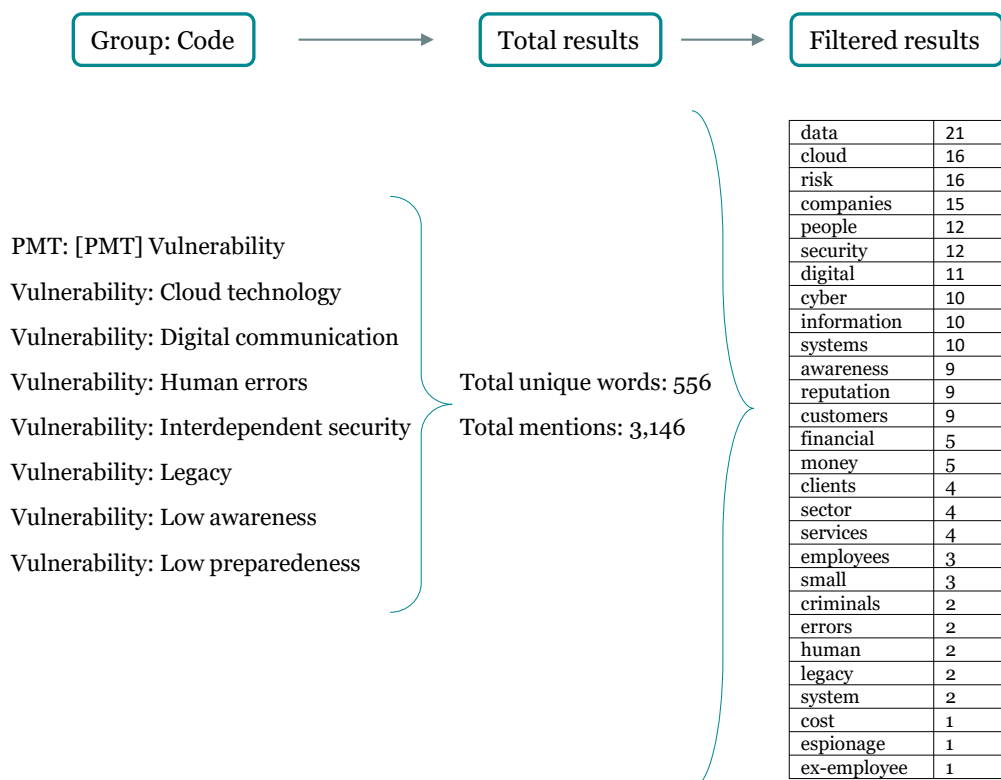 Group: Code
Total results
Filtered results
PMT: [PMT] Vulnerability
Vulnerability: Cloud technology
Vulnerability: Digital communication
Vulnerability: Human errors
Vulnerability: Interdependent security
Vulnerability: Legacy
Vulnerability: Low awareness
Vulnerability: Low preparedeness
Total unique words: 556
Total mentions: 3,146
data 21
cloud 16
risk 16
companies 15
people 12
security 12
digital 11
cyber 10
information 10
systems 10
awareness 9
reputation 9
customers 9
financial 5
money 5
clients 4
sector 4
services 4
employees 3
small 3
criminals 2
errors 2
human 2
legacy 2
system 2
cost 1
espionage 1
ex-employee 1